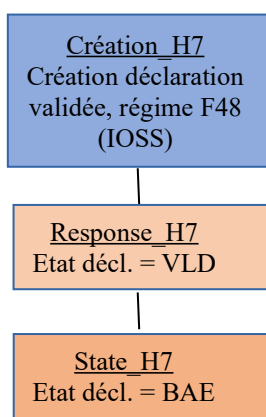 Création_H7
Création déclaration
validée, régime F48
(IOSS)
Response_H7
Etat décl. = VLD
State_H7
Etat décl. = BAE